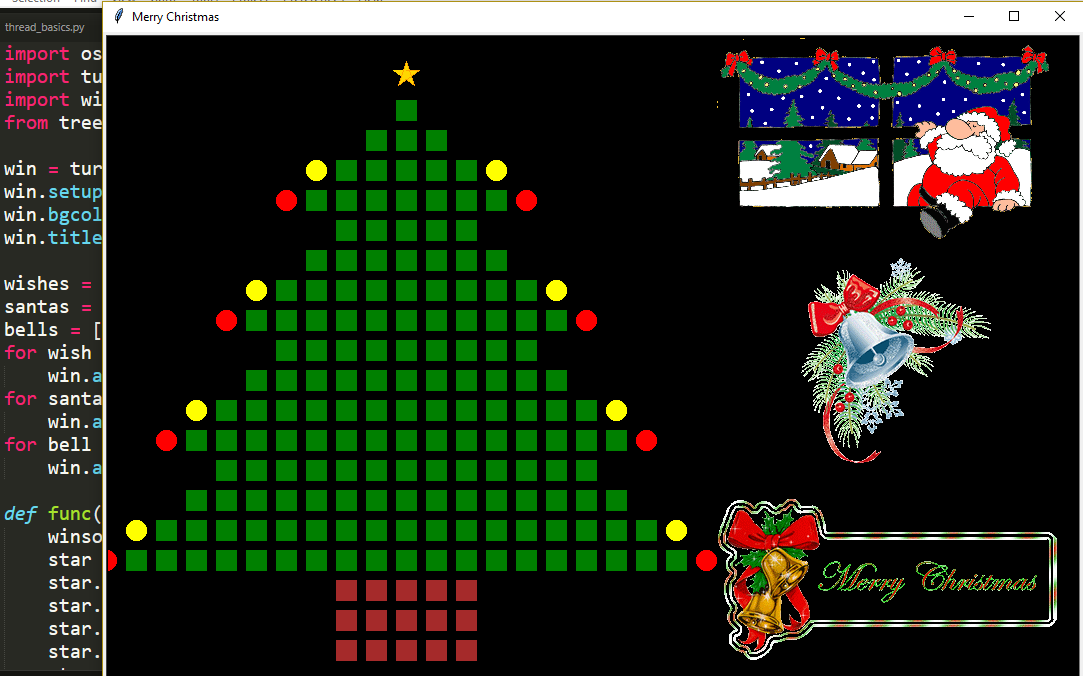 Merry Christmas
thread_basics.py
import os
import tu
import wi
from tree
win = tur
win.setup
win.bgcol
win.title
wishes =
santas =
bells = [
for wish
win.a
for santa
win.a
for bell
win.a
def func(
winso
star
star.
star.
star.
star.
Merry Christmas